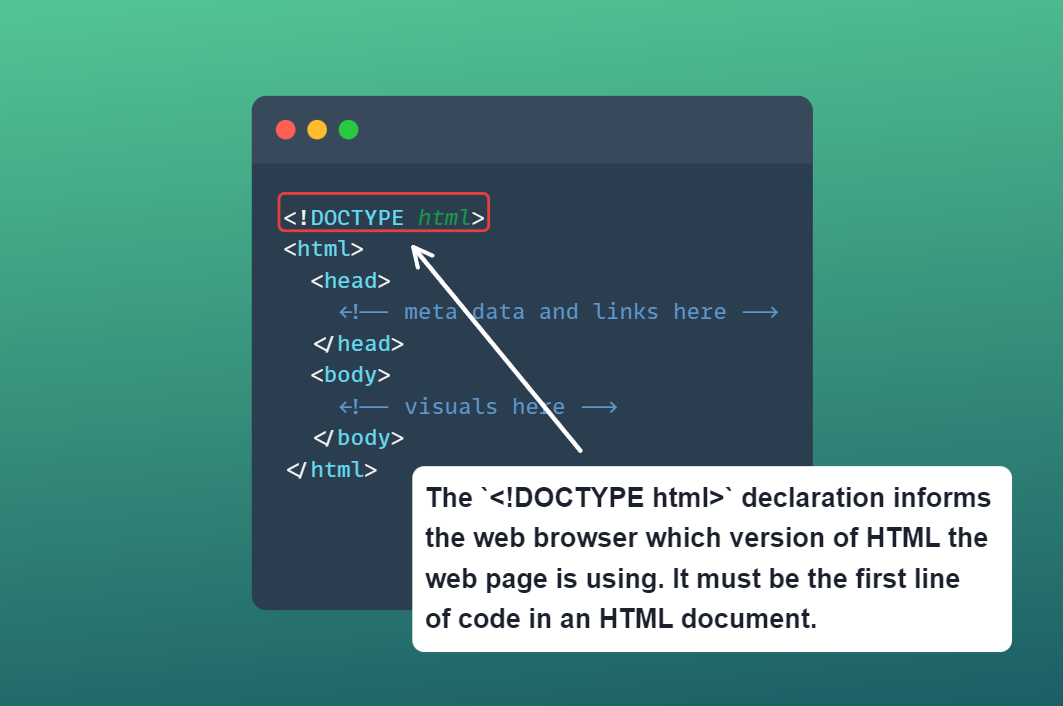 <!DOCTYPE html>
<html>
<head>
<!-- meta data and links here -->
</head>
<body>
<!-- visuals here -->
</body>
</html>
The `<!DOCTYPE html>` declaration informs
the web browser which version of HTML the
web page is using. It must be the first line
of code in an HTML document.